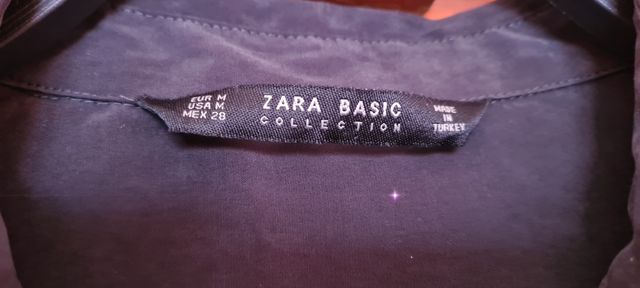 EUR M
USA M
MEX 28
ZARA BASIC
COLLECTION
MADE
IN
TURKEY